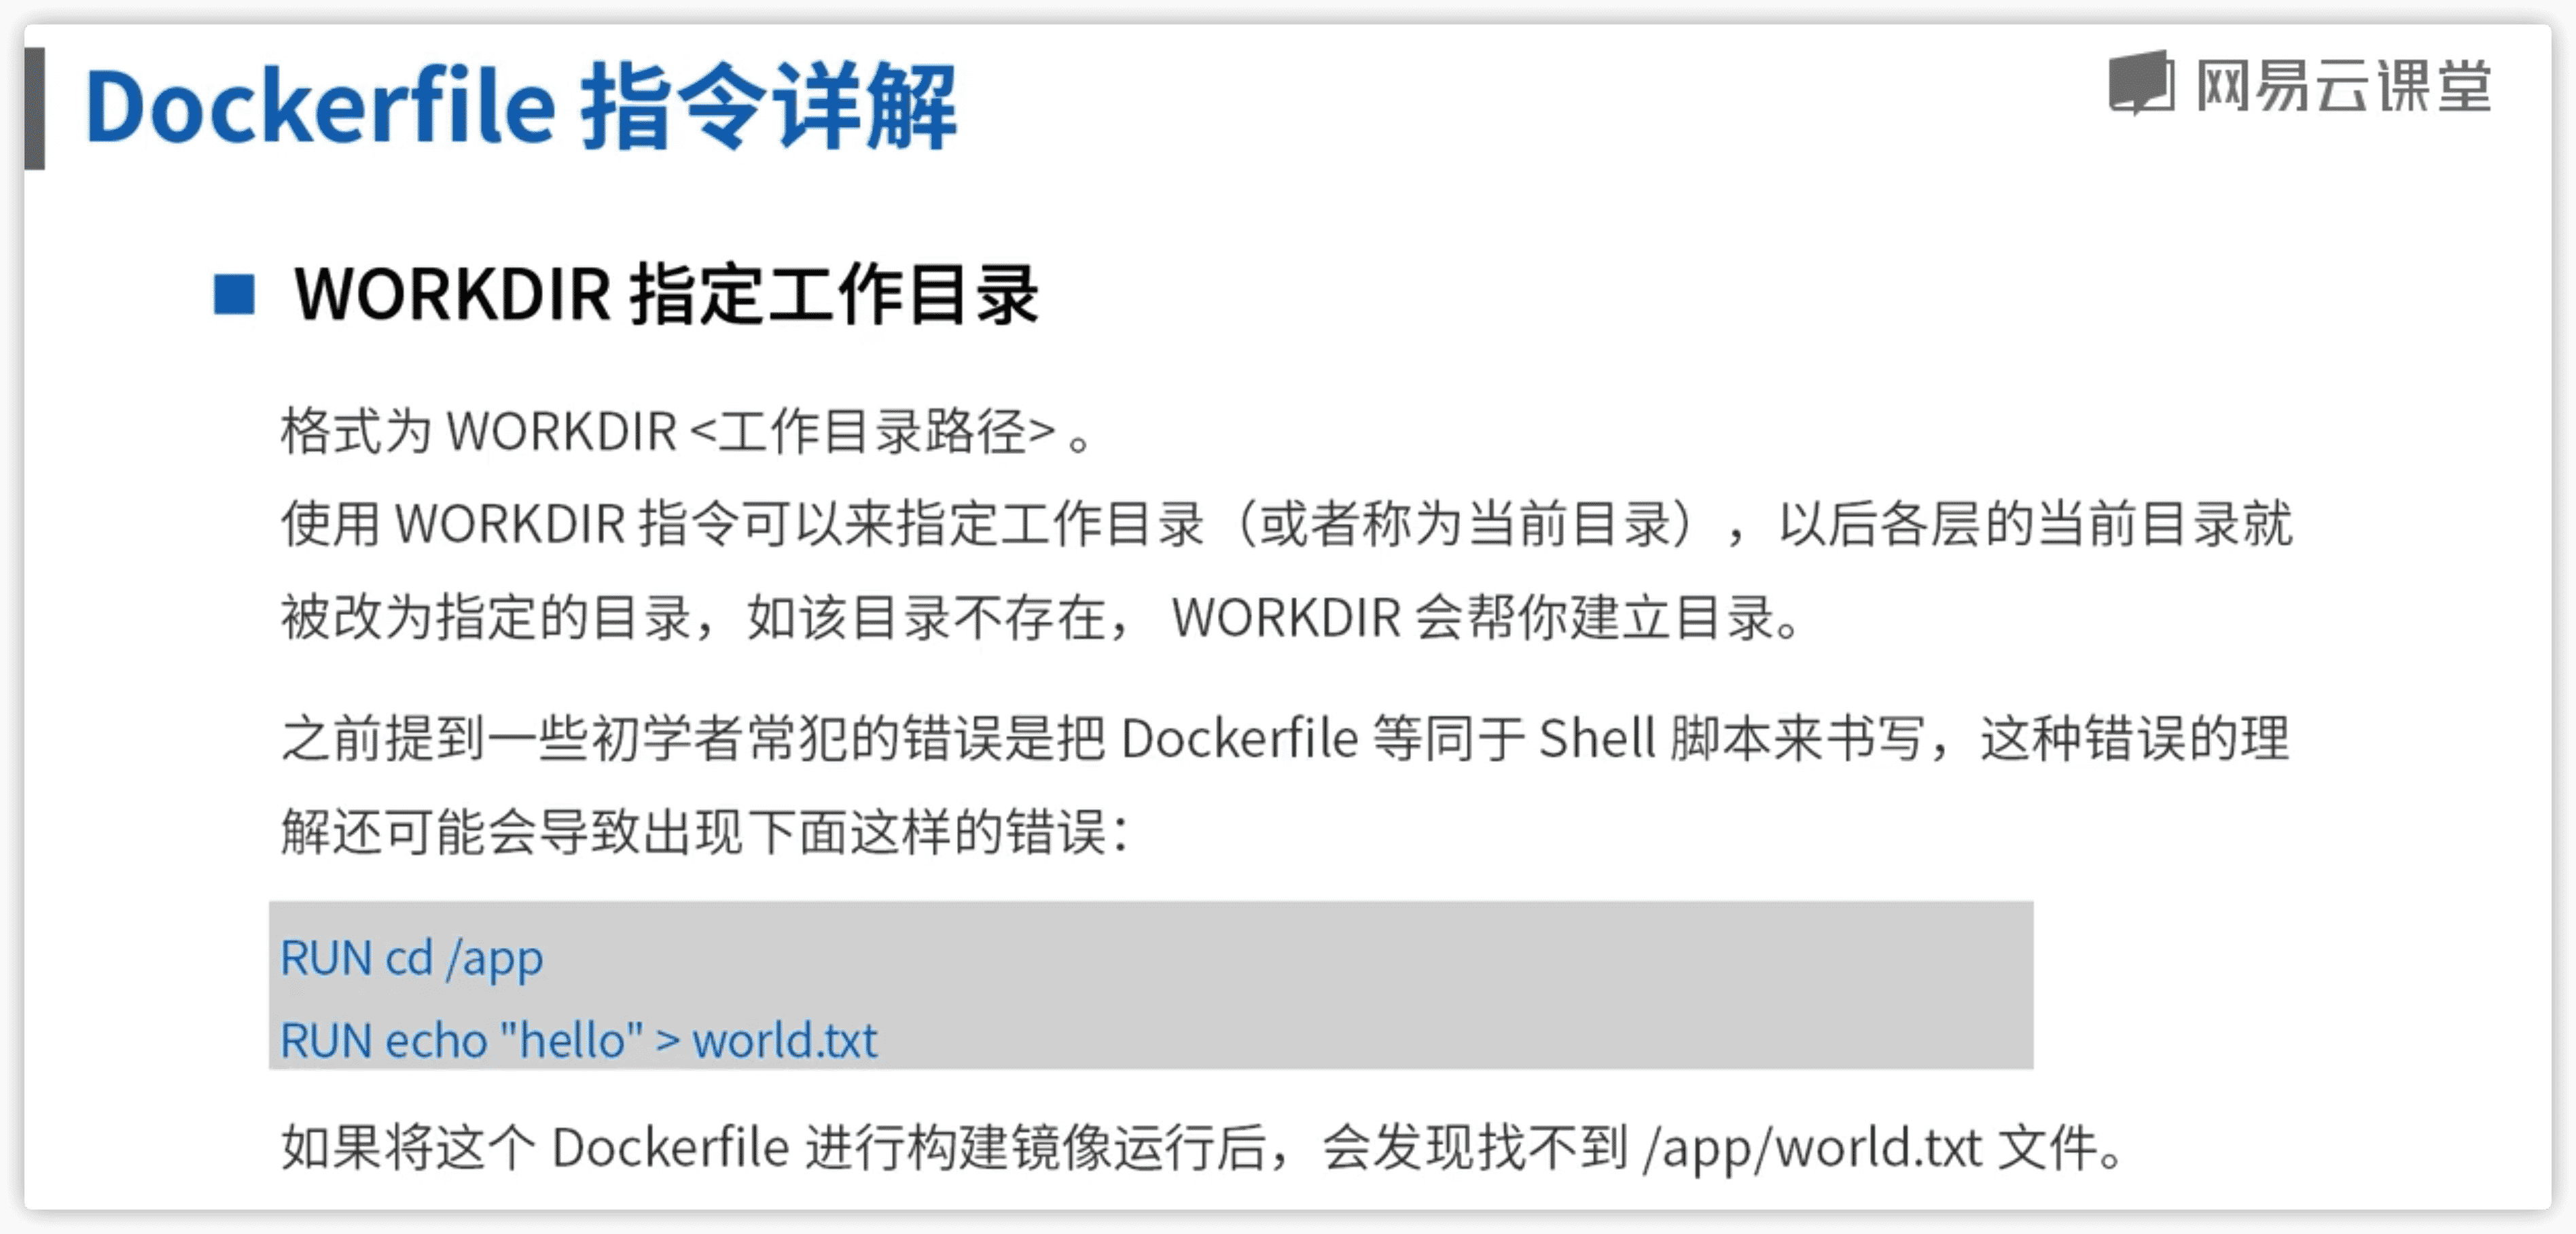 Dockerfile 指令详解
网易云课堂
WORKDIR 指定工作目录
格式为 WORKDIR <工作目录路径> 。
使用 WORKDIR 指令可以来指定工作目录（或者称为当前目录），以后各层的当前目录就
被改为指定的目录，如该目录不存在， WORKDIR 会帮你建立目录。
之前提到一些初学者常犯的错误是把 Dockerfile 等同于 Shell 脚本来书写，这种错误的理
解还可能会导致出现下面这样的错误：
RUN cd /app
RUN echo "hello" > world.txt
如果将这个 Dockerfile 进行构建镜像运行后，会发现找不到 /app/world.txt 文件。